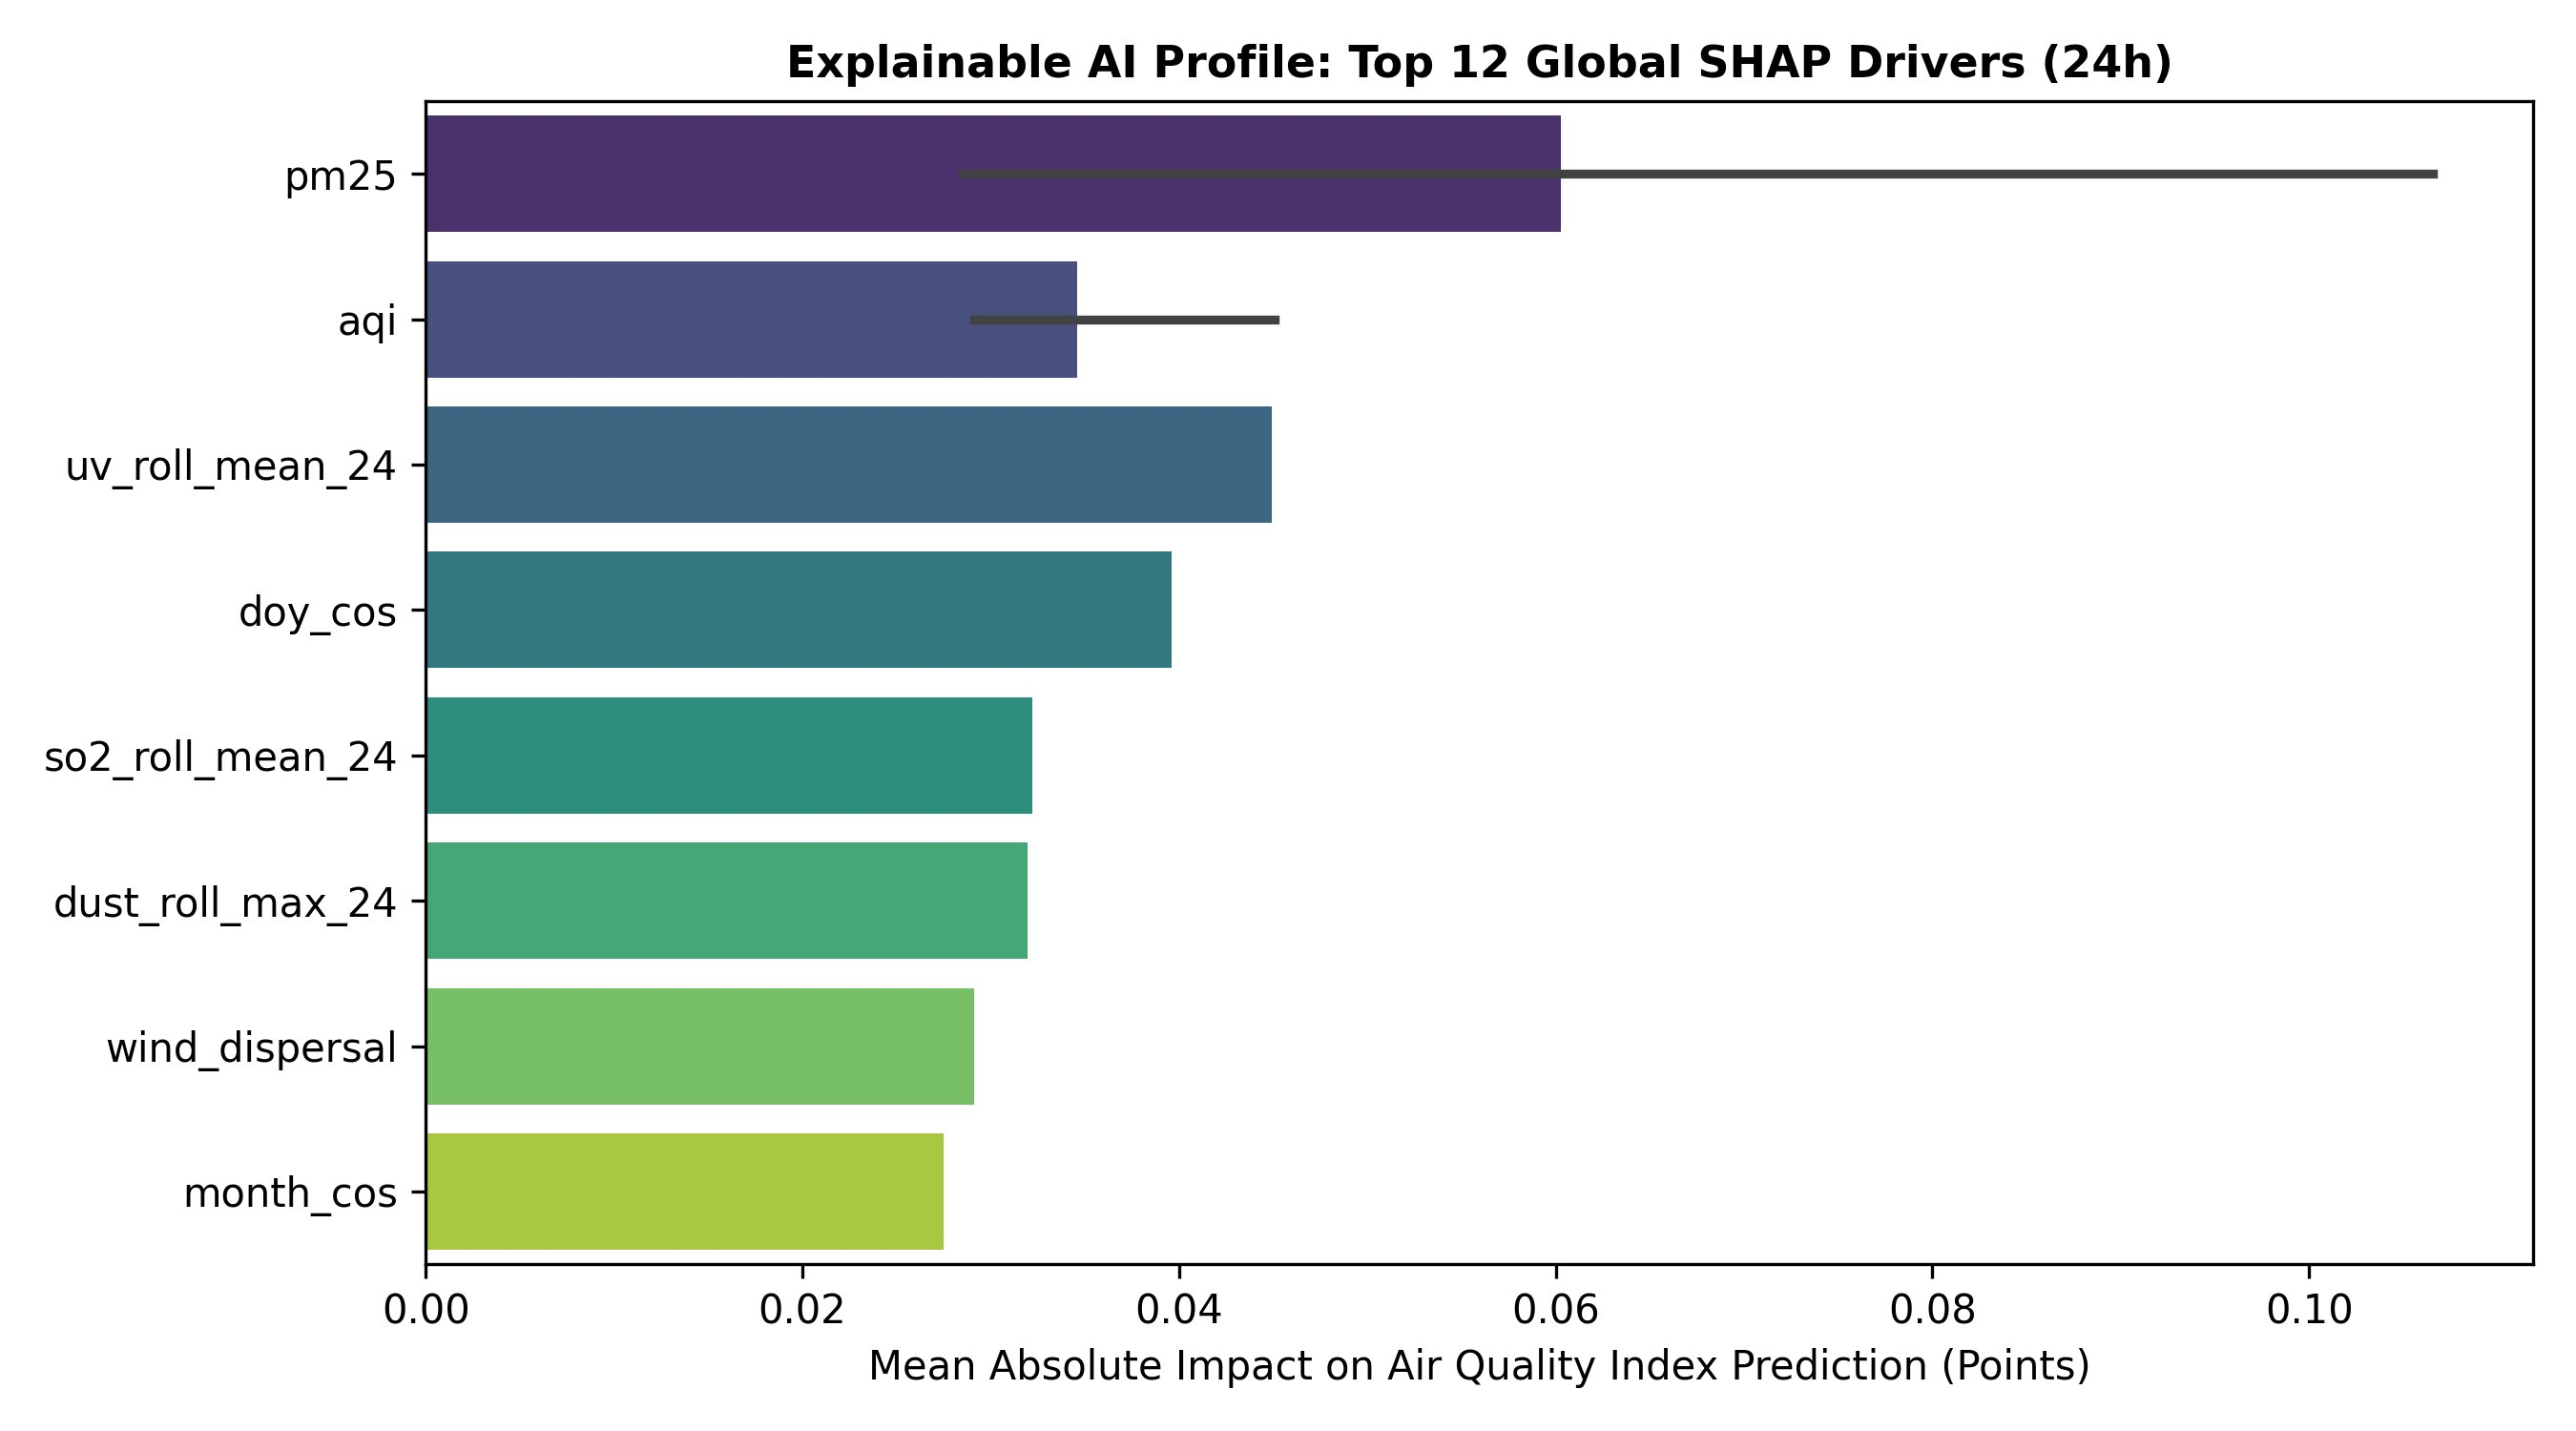 Explainable AI Profile: Top 12 Global SHAP Drivers (24h)
pm25
aqi
uv_roll_mean_24
doy_cos
so2_roll_mean_24
dust_roll_max_24
wind_dispersal
month_cos
0.00 0.02 0.04 0.06 0.08 0.10
Mean Absolute Impact on Air Quality Index Prediction (Points)